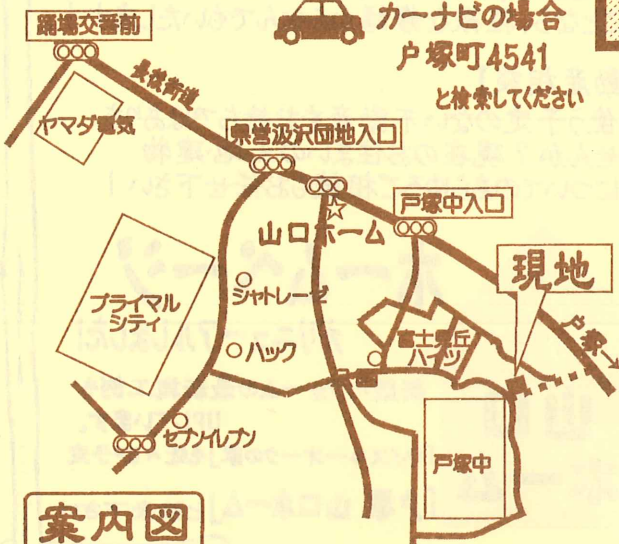 カーナビの場合
戸塚町4541
と検索してください
踊場交番前
長後街道
ヤマダ電気
県営汲沢団地入口
戸塚中入口
山口ホーム
現地
プライマル
シティ
シャトレーゼ
富士見丘
ハイツ
戸塚→
ハック
セブンイレブン
戸塚中
案内図